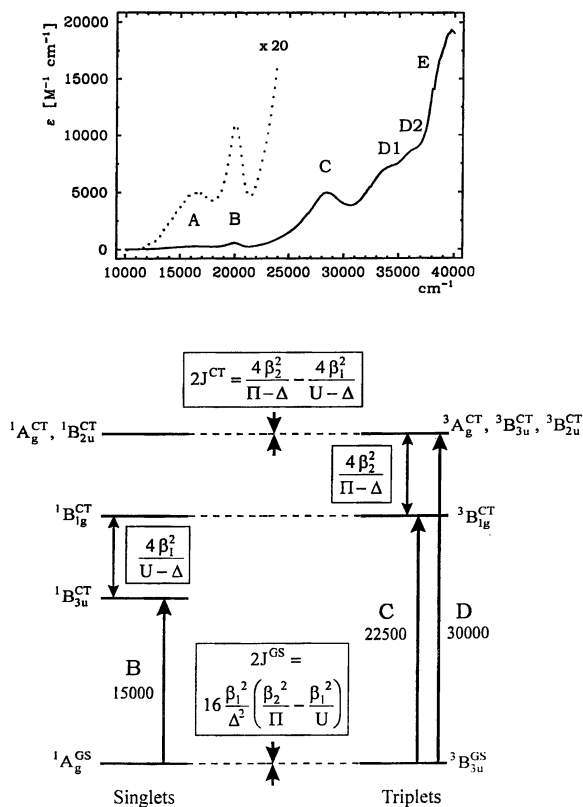 20000
15000
10000
5000
0
ε [M⁻¹ cm⁻¹]
x 20
A
B
C
D1
D2
E
10000 15000 20000 25000 30000 35000 40000
cm⁻¹
2J^CT = 4β₂²/(Π−Δ) − 4β₁²/(U−Δ)
¹A_g^CT, ¹B_2u^CT
³A_g^CT, ³B_3u^CT, ³B_2u^CT
4β₂²/(Π−Δ)
¹B_1g^CT
³B_1g^CT
4β₁²/(U−Δ)
¹B_3u^CT
B
15000
C
22500
D
30000
2J^GS =
16 β₁²/Δ² (β₂²/Π − β₁²/U)
¹A_g^GS
³B_3u^GS
Singlets
Triplets